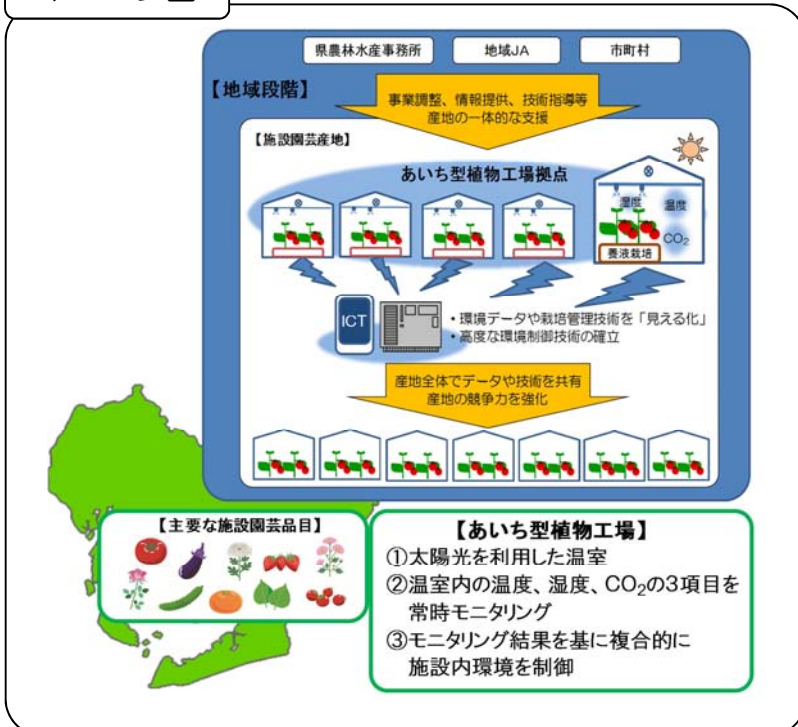 県農林水産事務所
地域JA
市町村
【地域段階】
事業調整、情報提供、技術指導等
産地の一体的な支援
【施設園芸産地】
あいち型植物工場拠点
湿度
温度
CO₂
養液栽培
ICT
・環境データや栽培管理技術を「見える化」
・高度な環境制御技術の確立
産地全体でデータや技術を共有
産地の競争力を強化
【主要な施設園芸品目】
【あいち型植物工場】
①太陽光を利用した温室
②温室内の温度、湿度、CO₂の3項目を
常時モニタリング
③モニタリング結果を基に複合的に
施設内環境を制御